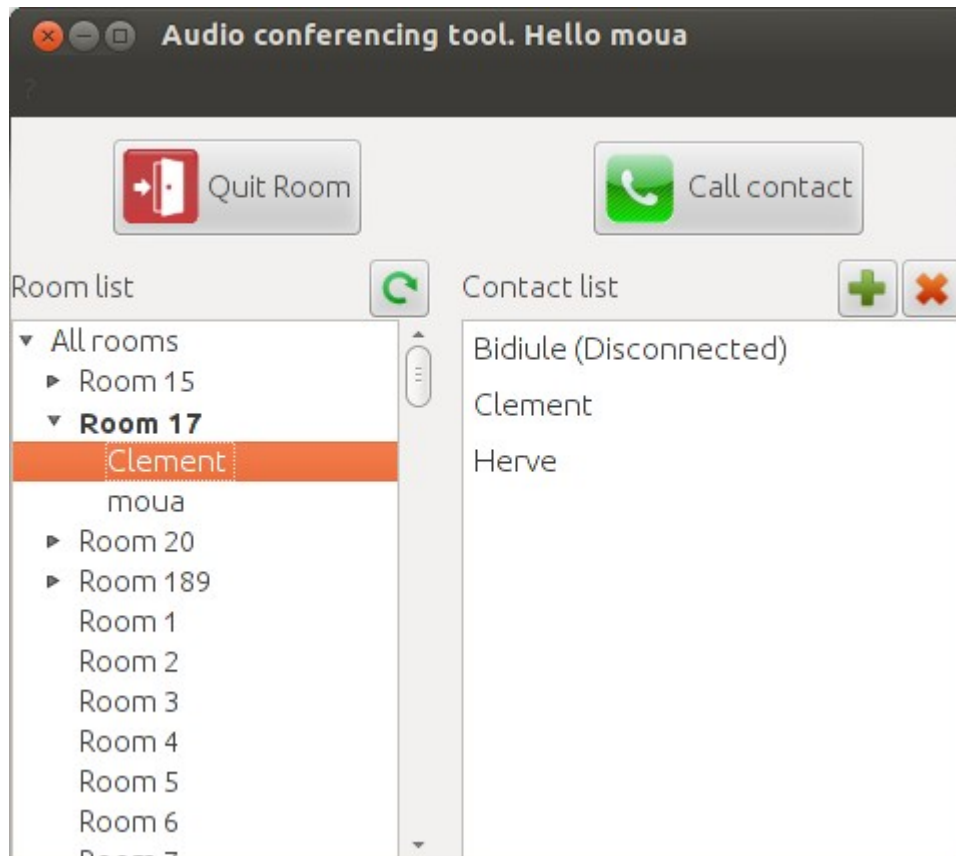 Audio conferencing tool. Hello moua
?
Quit Room
Call contact
Room list
Contact list
All rooms
Room 15
Room 17
Clement
moua
Room 20
Room 189
Room 1
Room 2
Room 3
Room 4
Room 5
Room 6
Bidiule (Disconnected)
Clement
Herve